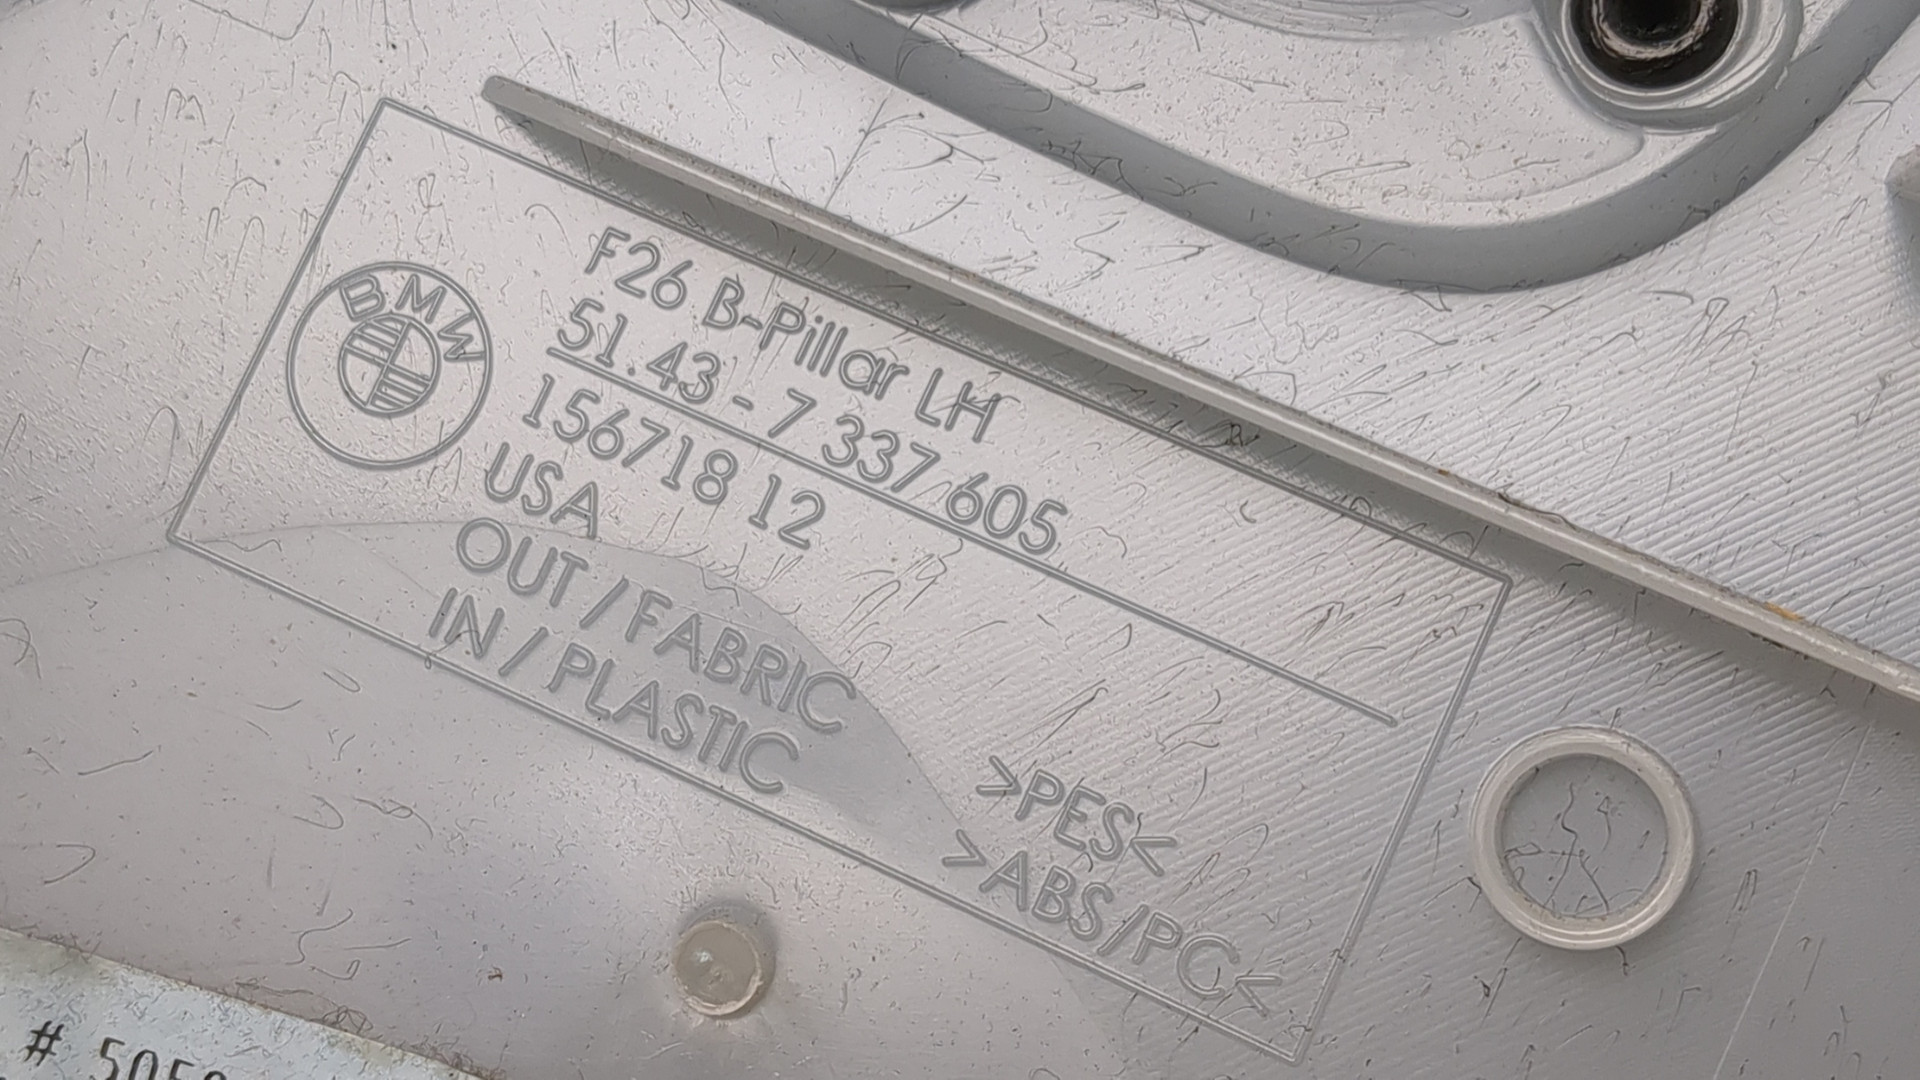 BMW
F26 B-Pillar LH
51.43 - 7 337 605
156718 12
USA
OUT / FABRIC >PES<
IN / PLASTIC >ABS/PC<
#